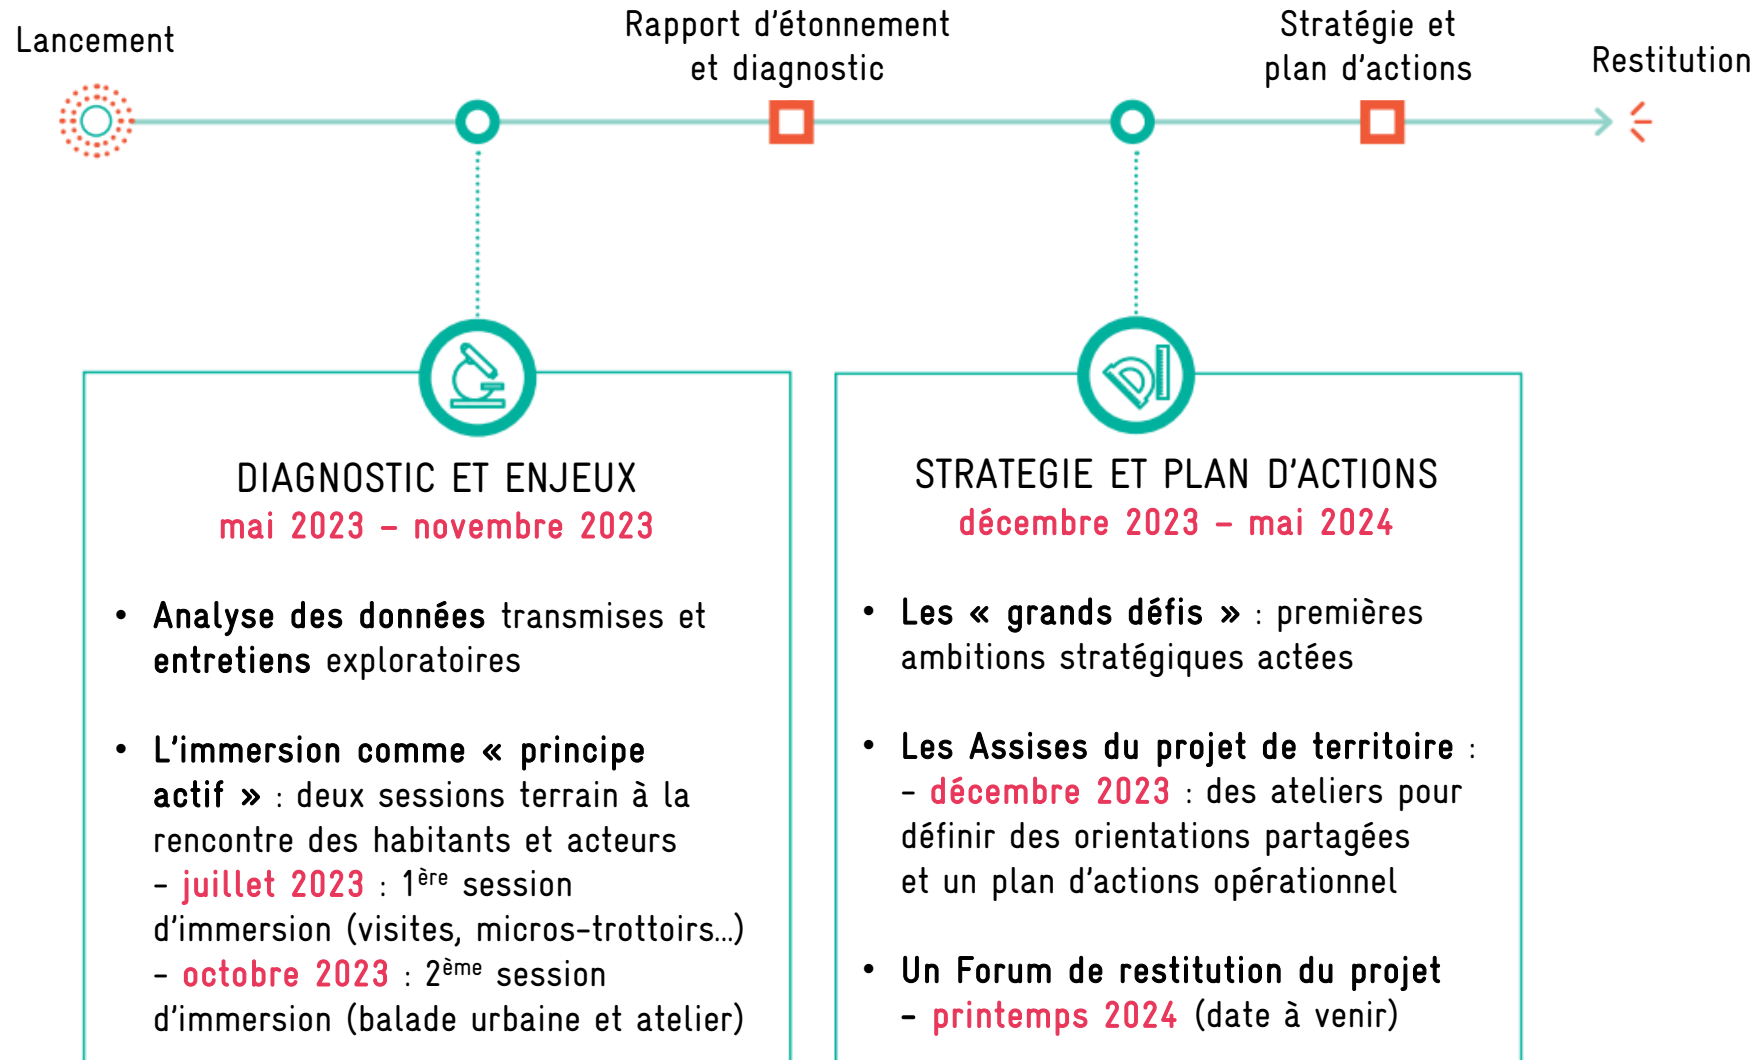 Lancement
Rapport d'étonnement
et diagnostic
Stratégie et
plan d'actions
Restitution
DIAGNOSTIC ET ENJEUX
mai 2023 – novembre 2023
• Analyse des données transmises et
entretiens exploratoires
• L'immersion comme « principe
actif » : deux sessions terrain à la
rencontre des habitants et acteurs
- juillet 2023 : 1ère session
d'immersion (visites, micros-trottoirs...)
- octobre 2023 : 2ème session
d'immersion (balade urbaine et atelier)
STRATEGIE ET PLAN D'ACTIONS
décembre 2023 – mai 2024
• Les « grands défis » : premières
ambitions stratégiques actées
• Les Assises du projet de territoire :
- décembre 2023 : des ateliers pour
définir des orientations partagées
et un plan d'actions opérationnel
• Un Forum de restitution du projet
- printemps 2024 (date à venir)